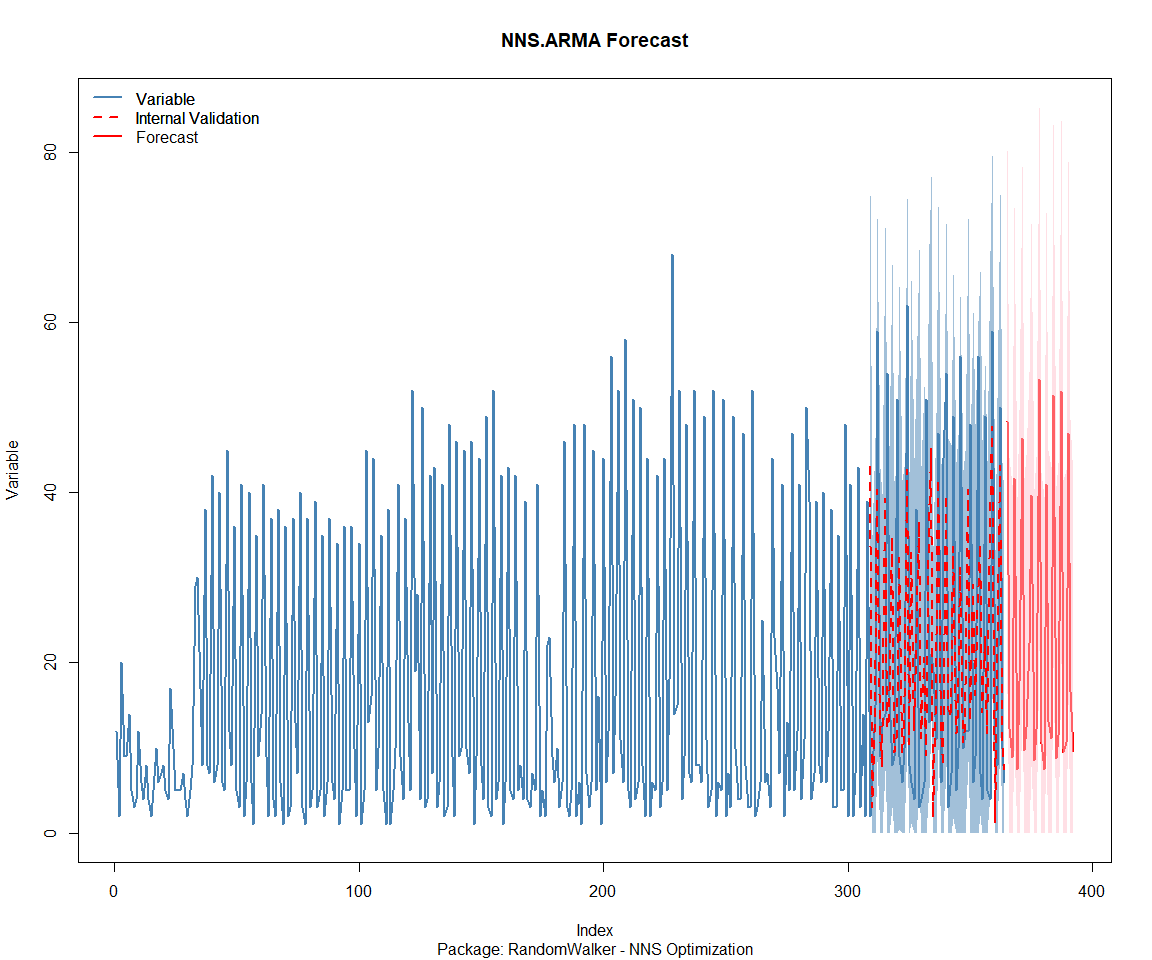 NNS.ARMA Forecast
Variable
Internal Validation
Forecast
Variable
80
60
40
20
0
0 100 200 300 400
Index
Package: RandomWalker - NNS Optimization